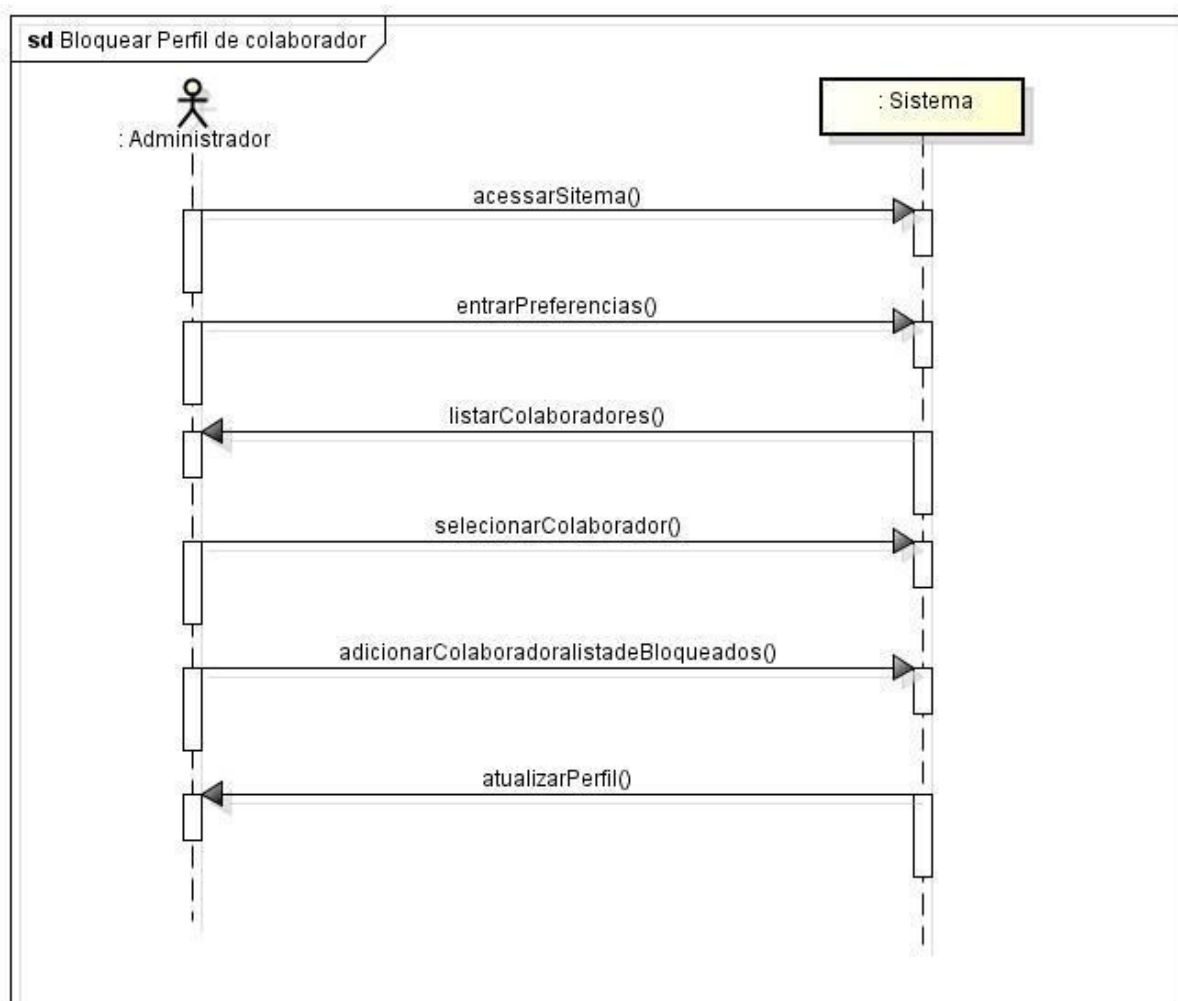 sd Bloquear Perfil de colaborador
: Administrador
: Sistema
acessarSitema()
entrarPreferencias()
listarColaboradores()
selecionarColaborador()
adicionarColaboradoralistadeBloqueados()
atualizarPerfil()